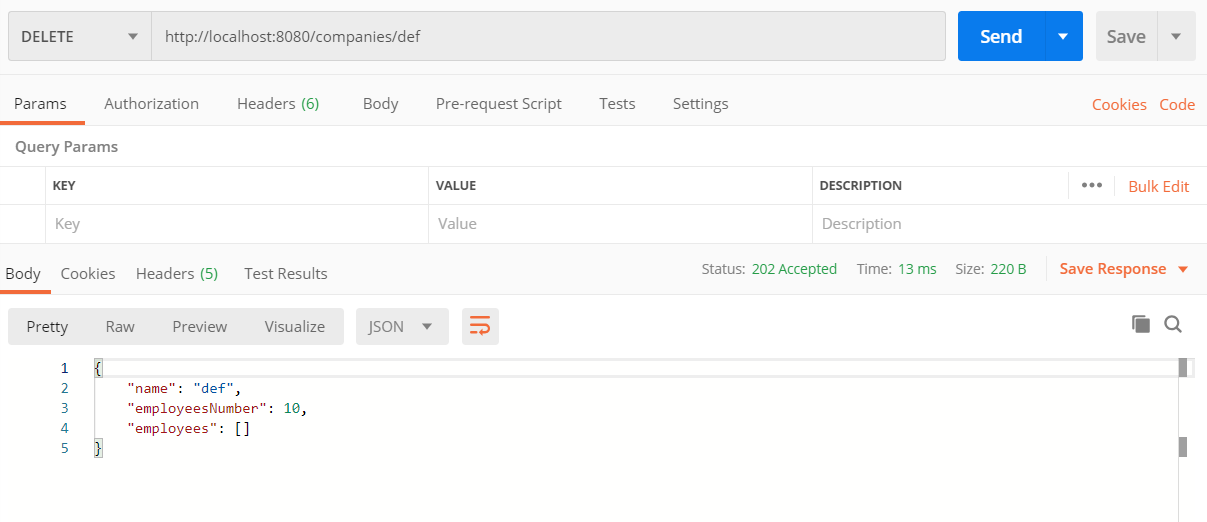 DELETE http://localhost:8080/companies/def Send Save
Params Authorization Headers (6) Body Pre-request Script Tests Settings Cookies Code
Query Params
KEY VALUE DESCRIPTION ••• Bulk Edit
Key Value Description
Body Cookies Headers (5) Test Results Status: 202 Accepted Time: 13 ms Size: 220 B Save Response
Pretty Raw Preview Visualize JSON
1 {
2 "name": "def",
3 "employeesNumber": 10,
4 "employees": []
5 }